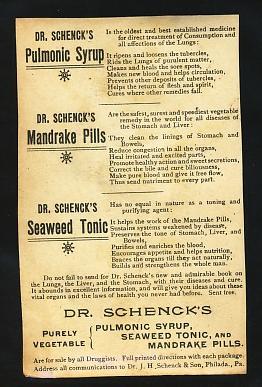 DR. SCHENCK'S
Pulmonic Syrup
Is the oldest and best established medicine
for direct treatment of Consumption and
all affections of the Lungs:
It ripens and loosens the tubercles,
Rids the Lungs of purulent matter,
Cleans and heals the sore spots,
Makes new blood and helps circulation,
Prevents other deposits of tubercles,
Helps the return of flesh and spirit,
Cures where other remedies fail.
DR. SCHENCK'S
Mandrake Pills
Are the safest, surest and speediest vegetable
remedy in the world for all diseases of
the Stomach and Liver:
They clean the linings of Stomach and
Bowels,
Reduce congestion in all the organs,
Heal irritated and excited parts,
Promote healthy action and sweet secretions,
Correct the bile and cure biliousness,
Make pure blood and give it free flow,
Thus send nutriment to every part.
DR. SCHENCK'S
Seaweed Tonic
Has no equal in nature as a toning and
purifying agent:
It helps the work of the Mandrake Pills,
Sustains systems weakened by disease,
Preserves the tone of Stomach, Liver, and
Bowels,
Purifies and enriches the blood,
Encourages appetite and helps nutrition,
Braces the organs till they act naturally,
Builds and strengthens the whole man.
Do not fail to send for Dr. Schenck's new and admirable book on
the Lungs, the Liver, and the Stomach, with their diseases and cure.
It abounds in excellent information, and will give you ideas about these
vital organs and the laws of health you never had before. Sent free.
DR. SCHENCK'S
PURELY VEGETABLE
PULMONIC SYRUP,
SEAWEED TONIC, AND
MANDRAKE PILLS.
Are for sale by all Druggists. Full printed directions with each package.
Address all communications to Dr. J. H. Schenck & Son, Philada., Pa.